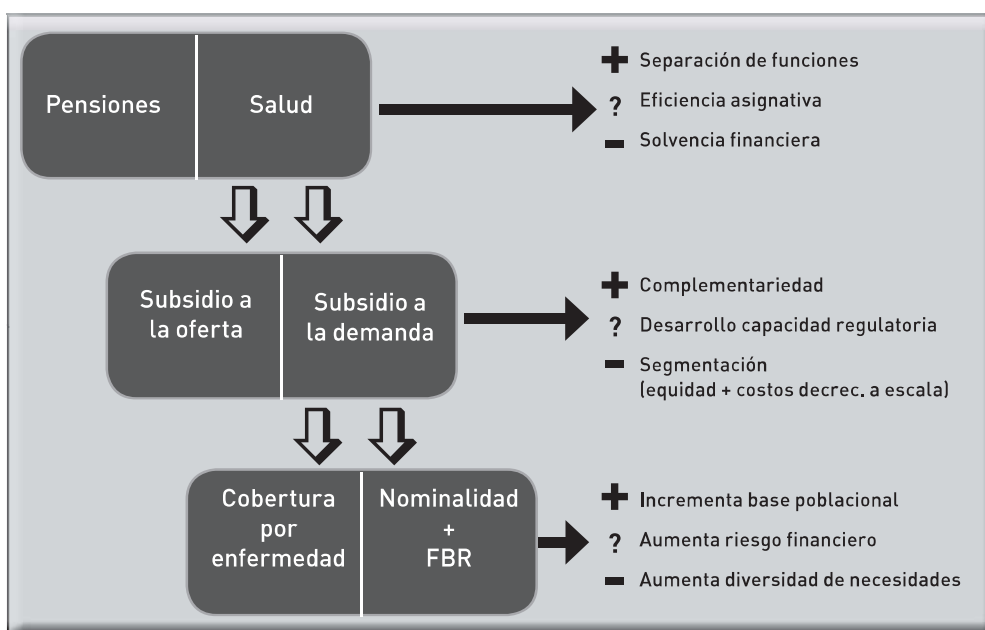 Pensiones
Salud
+ Separación de funciones
? Eficiencia asignativa
- Solvencia financiera
Subsidio a
la oferta
Subsidio a
la demanda
+ Complementariedad
? Desarrollo capacidad regulatoria
- Segmentación
(equidad + costos decrec. a escala)
Cobertura
por
enfermedad
Nominalidad
+
FBR
+ Incrementa base poblacional
? Aumenta riesgo financiero
- Aumenta diversidad de necesidades